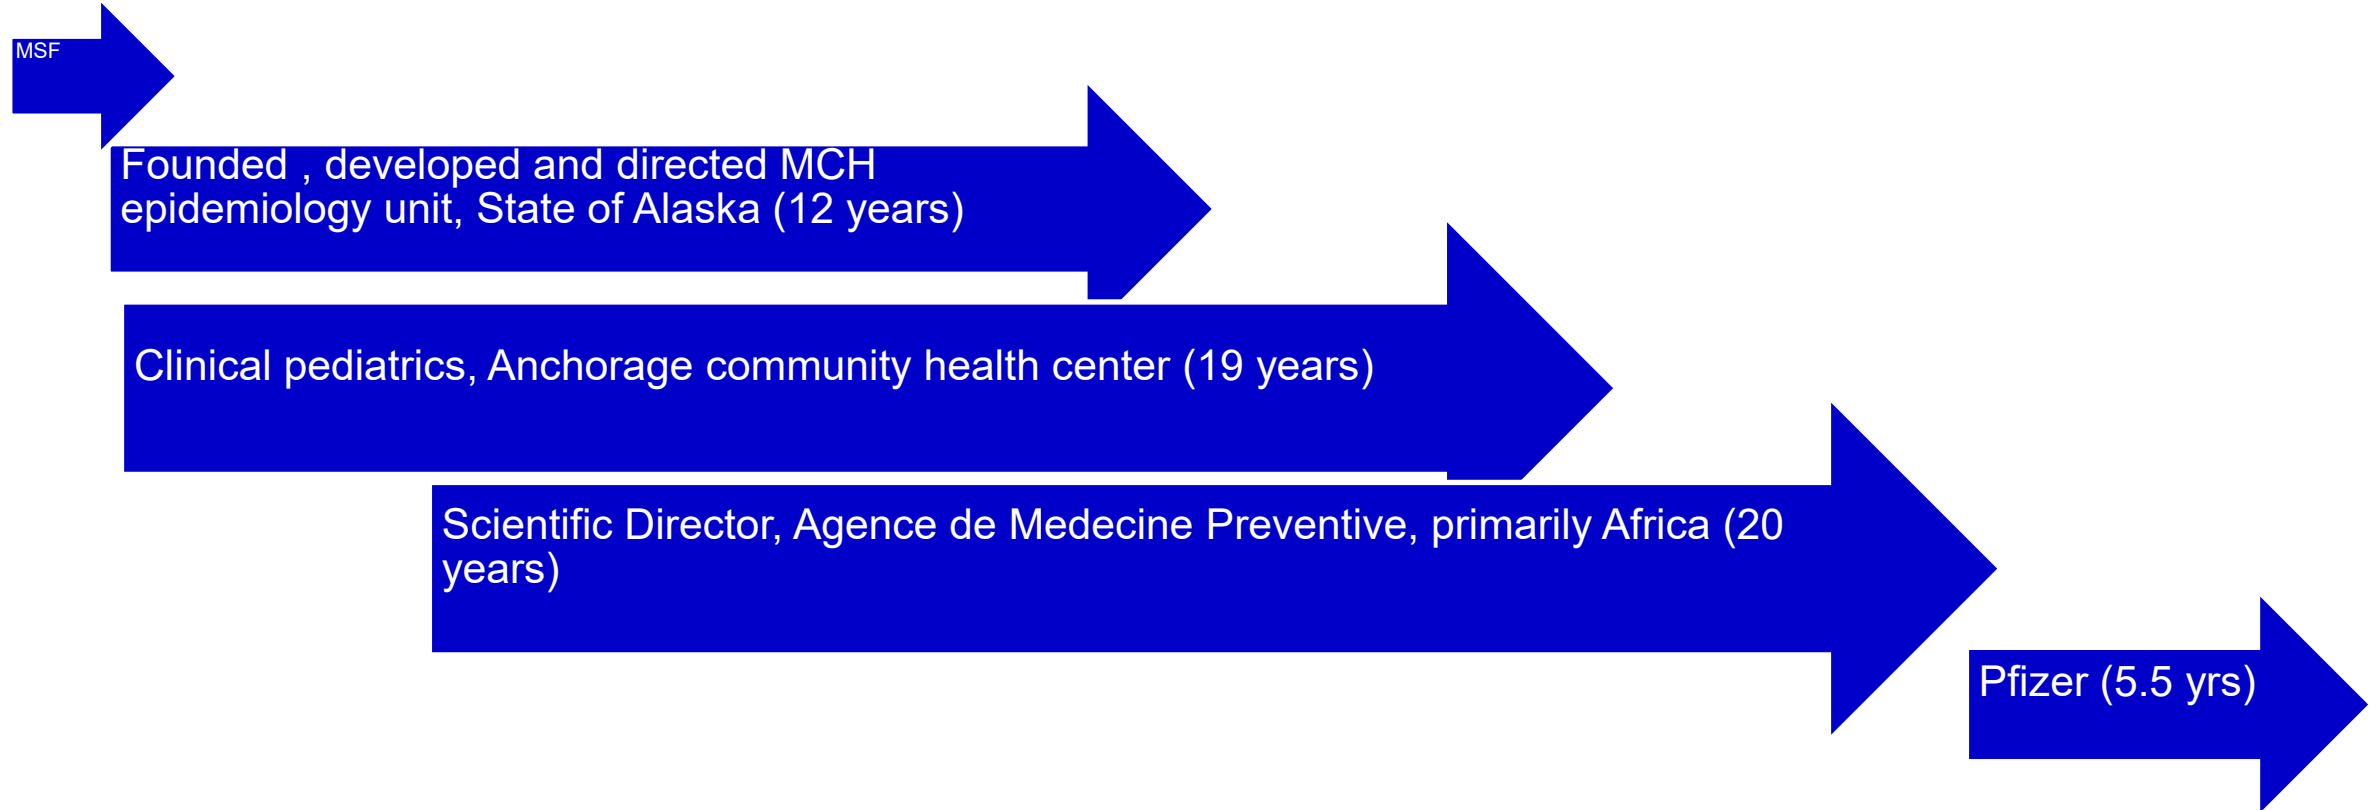 MSF
Founded , developed and directed MCH
epidemiology unit, State of Alaska (12 years)
Clinical pediatrics, Anchorage community health center (19 years)
Scientific Director, Agence de Medecine Preventive, primarily Africa (20
years)
Pfizer (5.5 yrs)